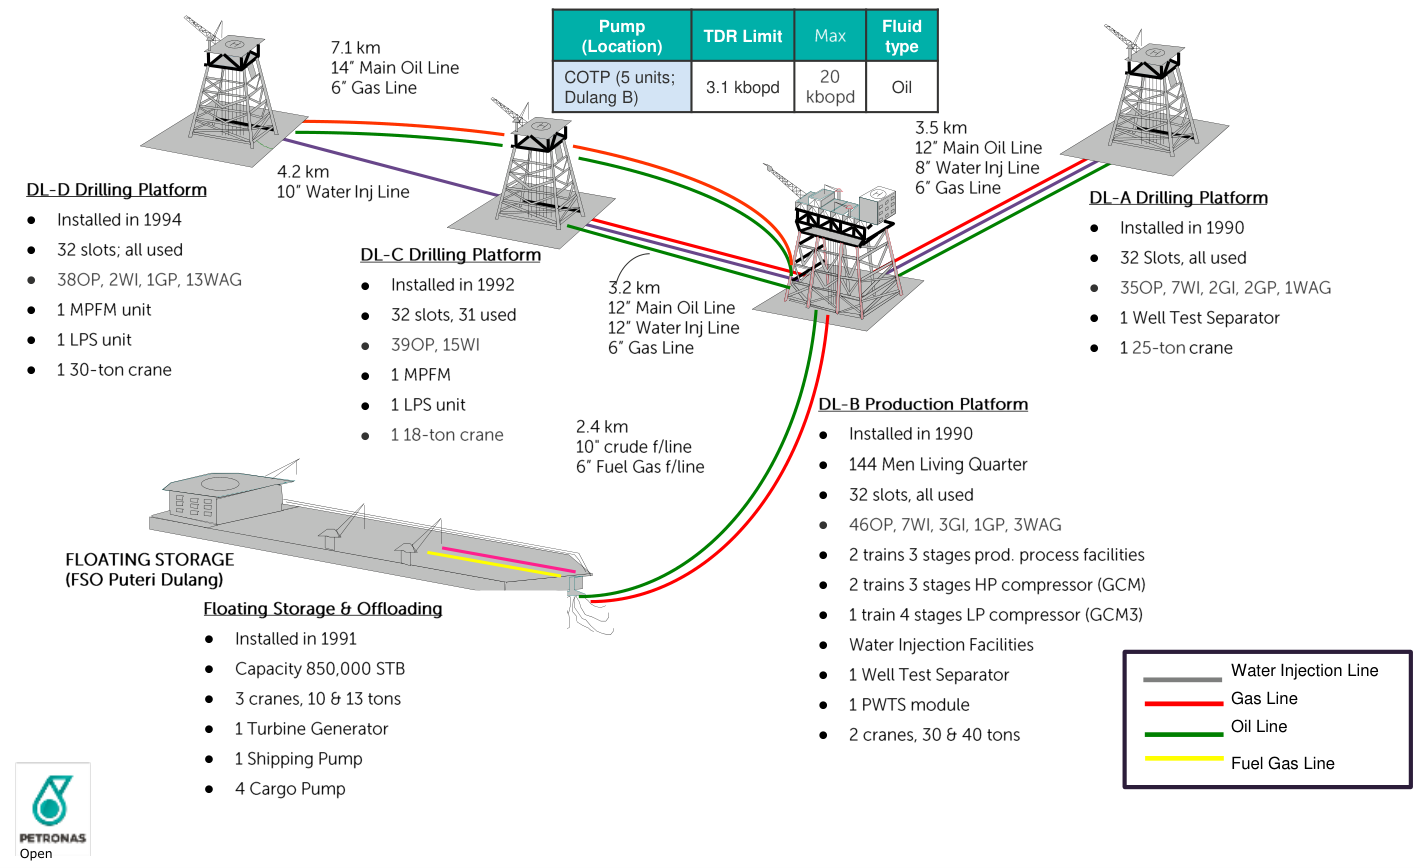 7.1 km
14” Main Oil Line
6” Gas Line
Pump (Location)
TDR Limit
Max
Fluid type
COTP (5 units; Dulang B)
3.1 kbopd
20 kbopd
Oil
3.5 km
12” Main Oil Line
8” Water Inj Line
6” Gas Line
4.2 km
10” Water Inj Line
DL-D Drilling Platform
● Installed in 1994
● 32 slots; all used
● 38OP, 2WI, 1GP, 13WAG
● 1 MPFM unit
● 1 LPS unit
● 1 30-ton crane
DL-C Drilling Platform
● Installed in 1992
● 32 slots, 31 used
● 39OP, 15WI
● 1 MPFM
● 1 LPS unit
● 1 18-ton crane
3.2 km
12” Main Oil Line
12” Water Inj Line
6” Gas Line
DL-A Drilling Platform
● Installed in 1990
● 32 Slots, all used
● 35OP, 7WI, 2GI, 2GP, 1WAG
● 1 Well Test Separator
● 1 25-ton crane
2.4 km
10" crude f/line
6” Fuel Gas f/line
DL-B Production Platform
● Installed in 1990
● 144 Men Living Quarter
● 32 slots, all used
● 46OP, 7WI, 3GI, 1GP, 3WAG
● 2 trains 3 stages prod. process facilities
● 2 trains 3 stages HP compressor (GCM)
● 1 train 4 stages LP compressor (GCM3)
● Water Injection Facilities
● 1 Well Test Separator
● 1 PWTS module
● 2 cranes, 30 & 40 tons
FLOATING STORAGE
(FSO Puteri Dulang)
Floating Storage & Offloading
● Installed in 1991
● Capacity 850,000 STB
● 3 cranes, 10 & 13 tons
● 1 Turbine Generator
● 1 Shipping Pump
● 4 Cargo Pump
Water Injection Line
Gas Line
Oil Line
Fuel Gas Line
PETRONAS
Open
H
H
H
H